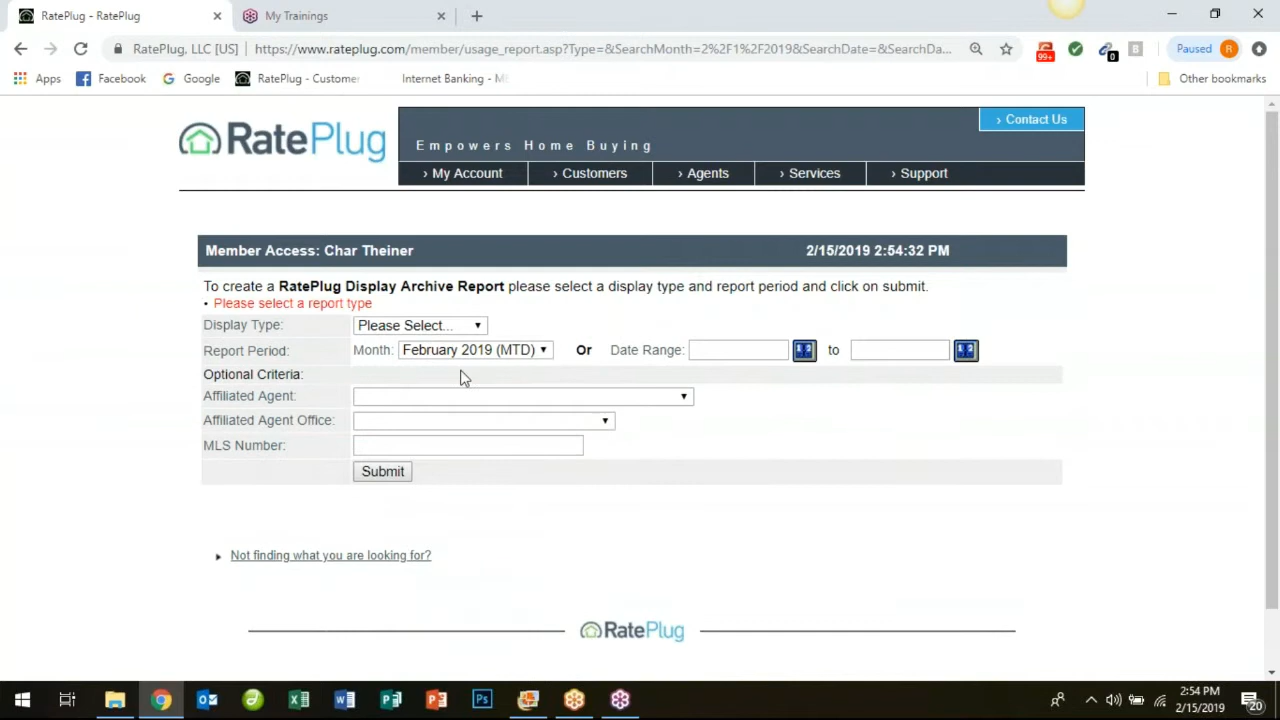 RatePlug - RatePlug
My Trainings
RatePlug, LLC [US]
https://www.rateplug.com/member/usage_report.asp?Type=&SearchMonth=2%2F1%2F2019&SearchDate=&SearchDa...
99+
0
B
Paused
R
Apps
Facebook
Google
RatePlug - Customer
Internet Banking - M
Other bookmarks
RatePlug
› Contact Us
Empowers Home Buying
› My Account
› Customers
› Agents
› Services
› Support
Member Access: Char Theiner
2/15/2019 2:54:32 PM
To create a RatePlug Display Archive Report please select a display type and report period and click on submit.
• Please select a report type
Display Type:
Please Select...
Report Period:
Month: February 2019 (MTD)
Or
Date Range:
to
Optional Criteria:
Affiliated Agent:
Affiliated Agent Office:
MLS Number:
Submit
Not finding what you are looking for?
RatePlug
2:54 PM
2/15/2019
20